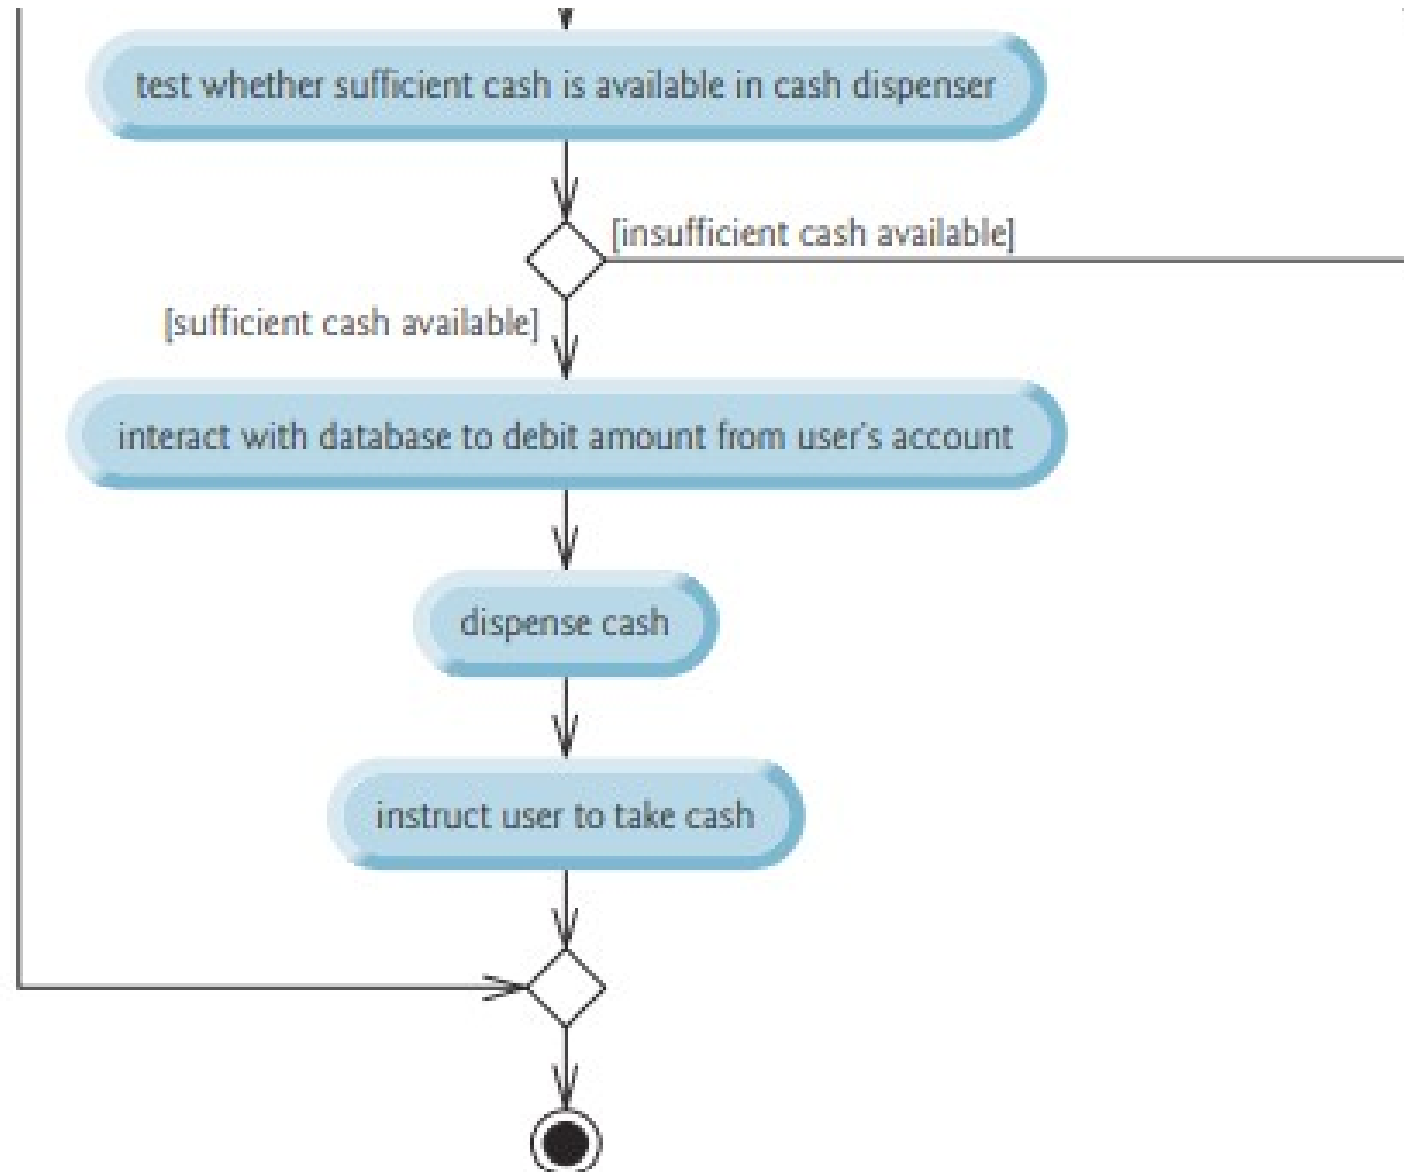 test whether sufficient cash is available in cash dispenser
[insufficient cash available]
[sufficient cash available]
interact with database to debit amount from user's account
dispense cash
instruct user to take cash